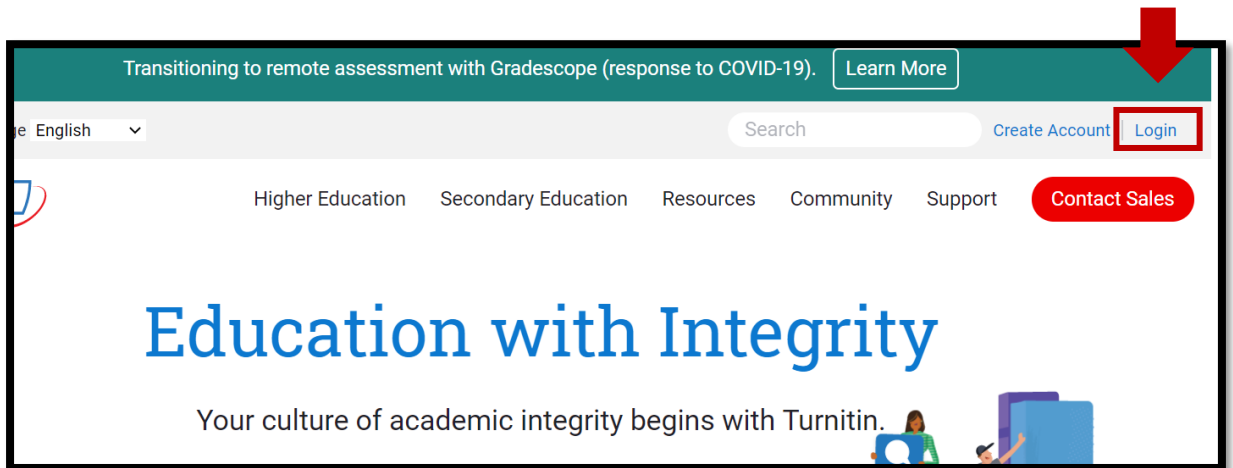 Transitioning to remote assessment with Gradescope (response to COVID-19). Learn More
English Search Create Account Login
Higher Education Secondary Education Resources Community Support Contact Sales
Education with Integrity
Your culture of academic integrity begins with Turnitin.